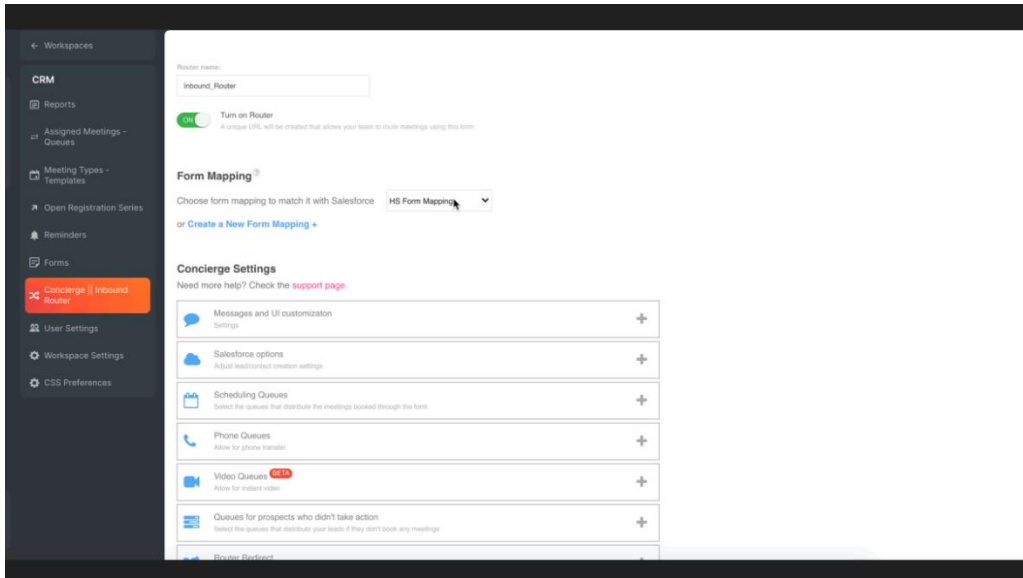 ← Workspaces
CRM
Reports
Assigned Meetings -
Queues
Meeting Types -
Templates
Open Registration Series
Reminders
Forms
Concierge || Inbound
Router
User Settings
Workspace Settings
CSS Preferences
Router name:
Inbound_Router
ON
Turn on Router
A unique URL will be created that allows your team to route meetings using this form
Form Mapping ?
Choose form mapping to match it with Salesforce HS Form Mapping
or Create a New Form Mapping +
Concierge Settings
Need more help? Check the support page.
Messages and UI customizaton
Settings
Salesforce options
Adjust lead/contact creation settings
Scheduling Queues
Select the queues that distribute the meetings booked through the form
Phone Queues
Allow for phone transfer
Video Queues BETA
Allow for instant video
Queues for prospects who didn't take action
Select the queues that distribute your leads if they don't book any meetings
Router Redirect